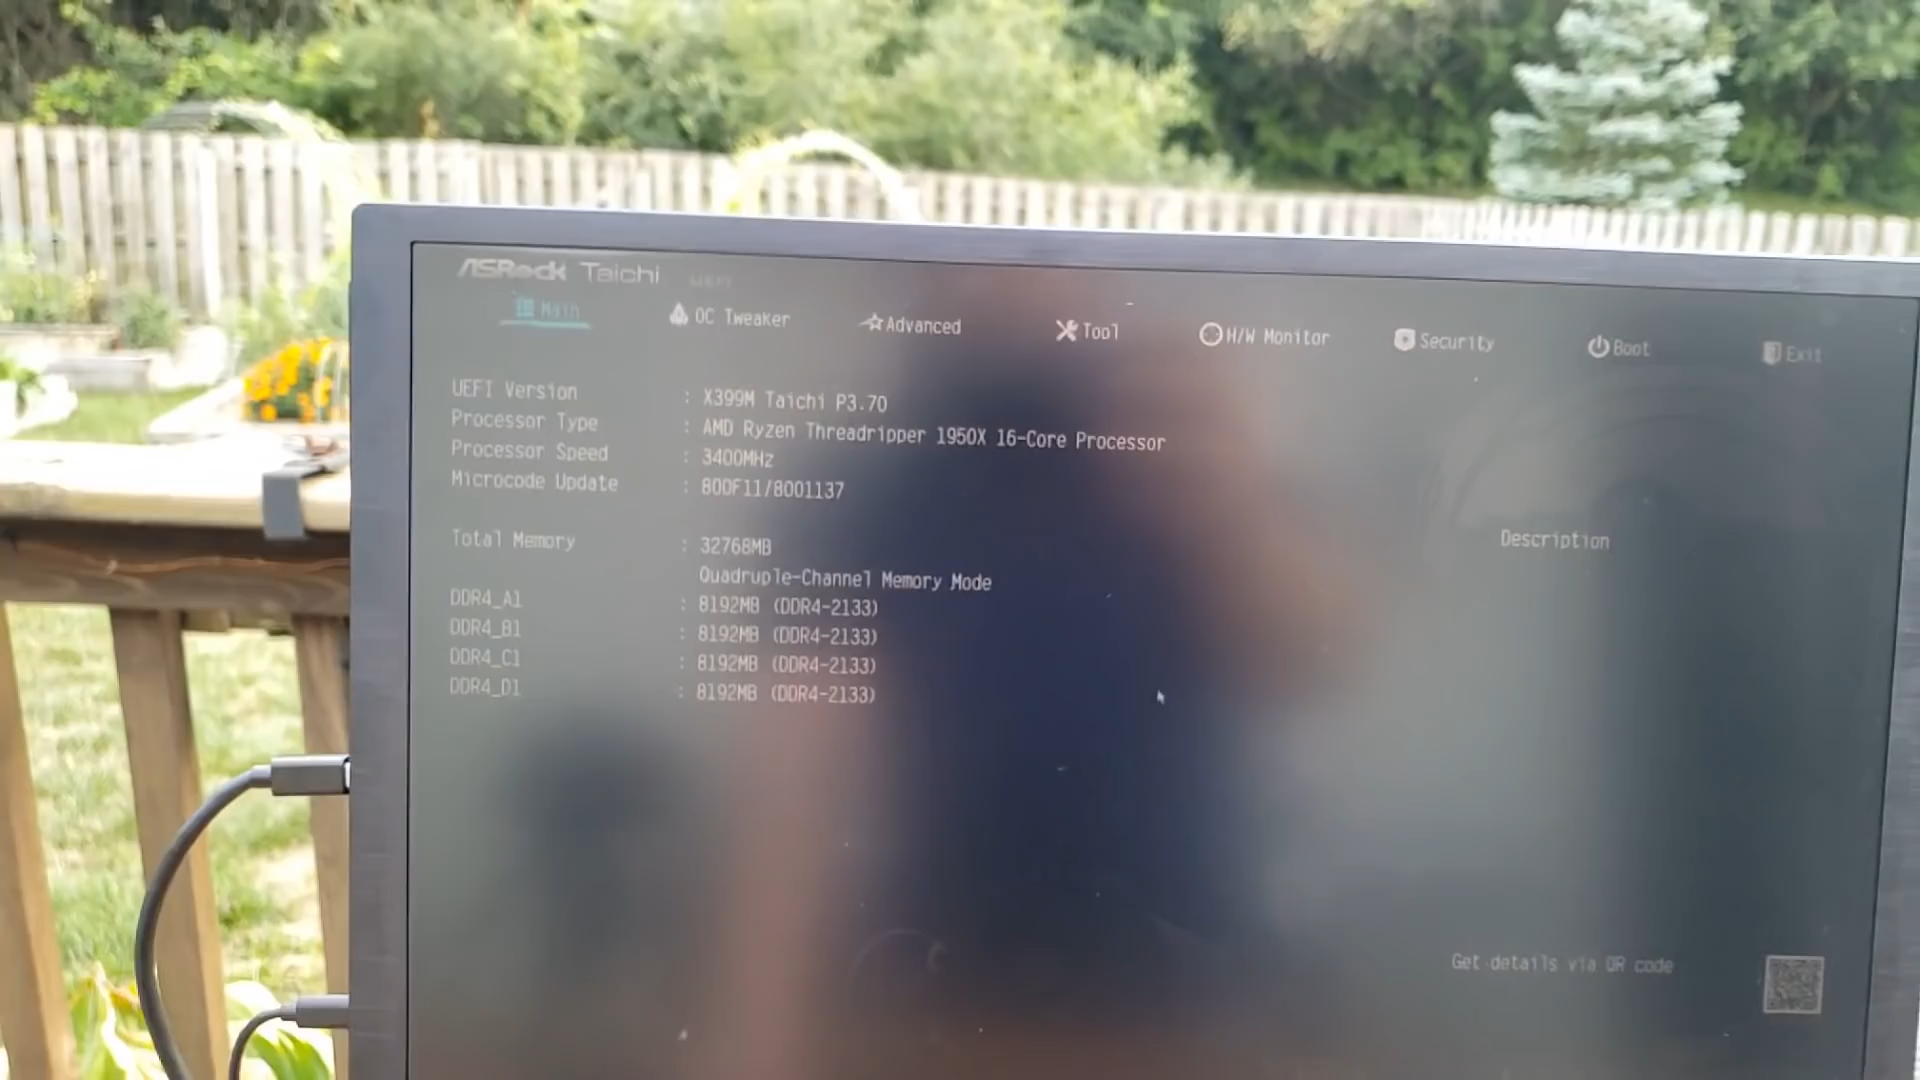 ASRock Taichi UEFI
Main OC Tweaker Advanced Tool H/W Monitor Security Boot Exit
UEFI Version : X399M Taichi P3.70
Processor Type : AMD Ryzen Threadripper 1950X 16-Core Processor
Processor Speed : 3400MHz
Microcode Update : 800F11/8001137
Total Memory : 32768MB
Quadruple-Channel Memory Mode
DDR4_A1 : 8192MB (DDR4-2133)
DDR4_B1 : 8192MB (DDR4-2133)
DDR4_C1 : 8192MB (DDR4-2133)
DDR4_D1 : 8192MB (DDR4-2133)
Description
Get details via QR code